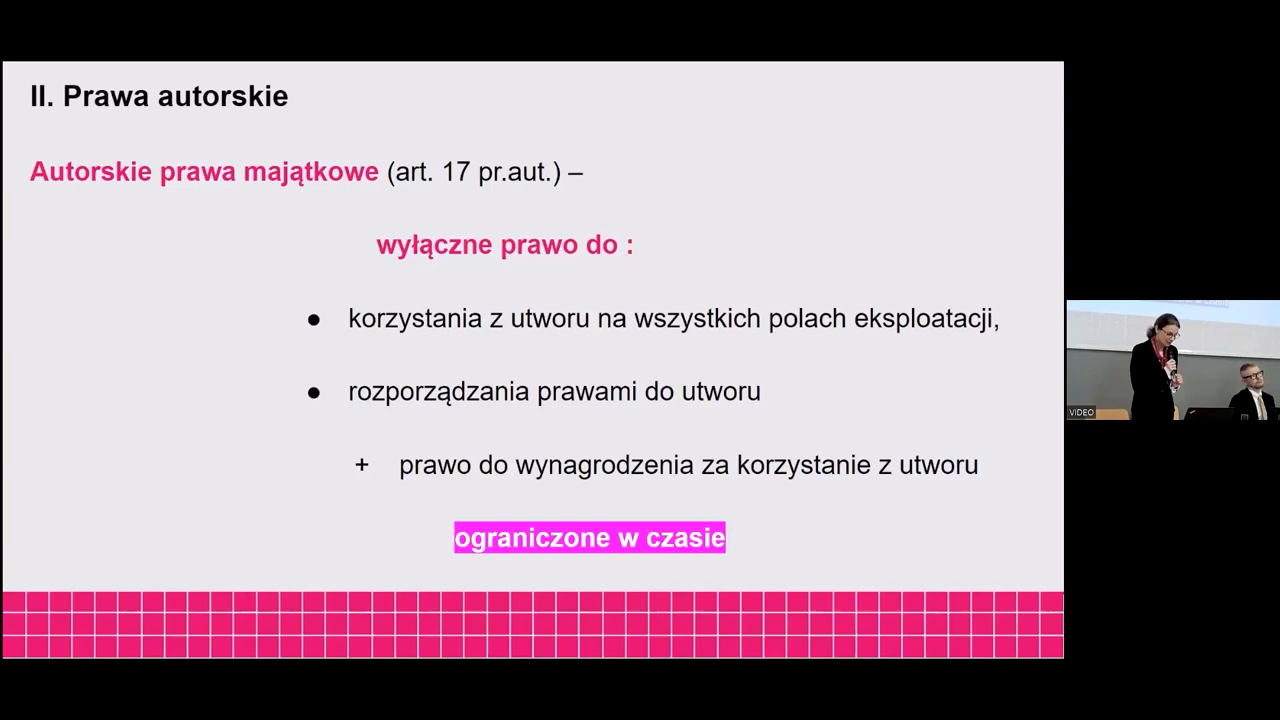 II. Prawa autorskie
Autorskie prawa majątkowe (art. 17 pr.aut.) –
wyłączne prawo do :
● korzystania z utworu na wszystkich polach eksploatacji,
● rozporządzania prawami do utworu
+ prawo do wynagrodzenia za korzystanie z utworu
ograniczone w czasie
VIDEO